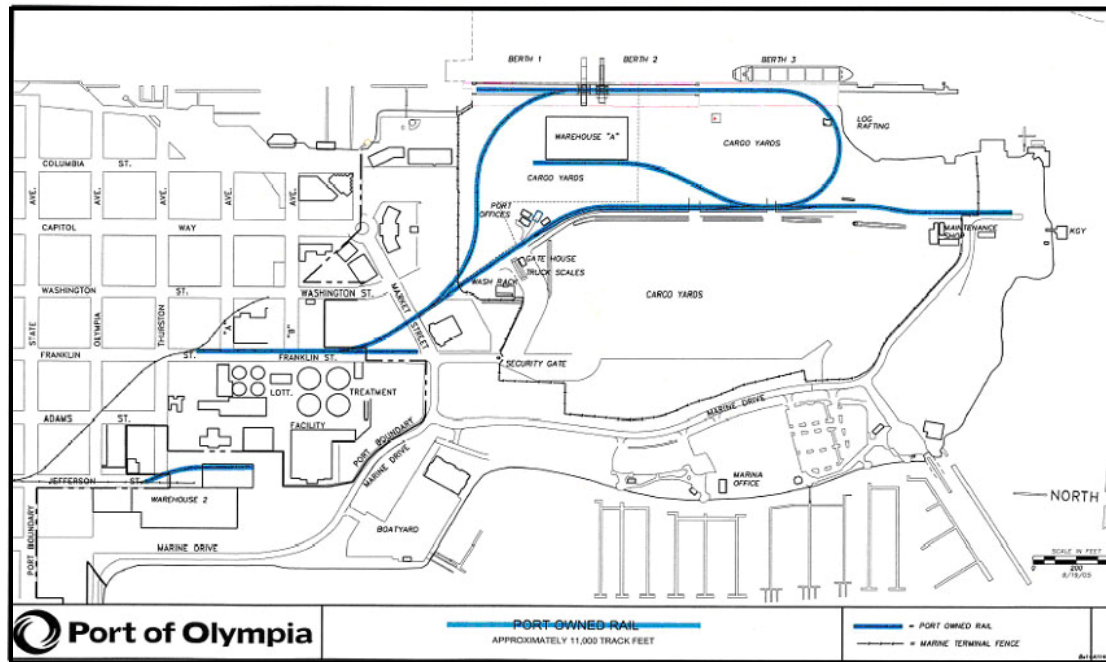 BERTH 1
BERTH 2
BERTH 3
LOG
RAFTING
WAREHOUSE "A"
CARGO YARDS
CARGO YARDS
COLUMBIA ST.
AVE.
AVE.
AVE.
AVE.
AVE.
PORT
OFFICES
CAPITOL WAY
MAINTENANCE
SHOP
KGY
GATE HOUSE
TRUCK SCALES
WASH RACK
CARGO YARDS
WASHINGTON ST.
WASHINGTON ST.
MARKET STREET
STATE
OLYMPIA
THURSTON
"A"
"B"
FRANKLIN ST.
FRANKLIN ST.
SECURITY GATE
LOTT.
TREATMENT
FACILITY
ADAMS ST.
MARINE DRIVE
PORT BOUNDARY
MARINE DRIVE
MARINA
OFFICE
JEFFERSON ST.
WAREHOUSE 2
BOATYARD
NORTH
PORT BOUNDARY
MARINE DRIVE
SCALE IN FEET
0 200
8/19/05
Port of Olympia
PORT OWNED RAIL
APPROXIMATELY 11,000 TRACK FEET
= PORT OWNED RAIL
= MARINE TERMINAL FENCE